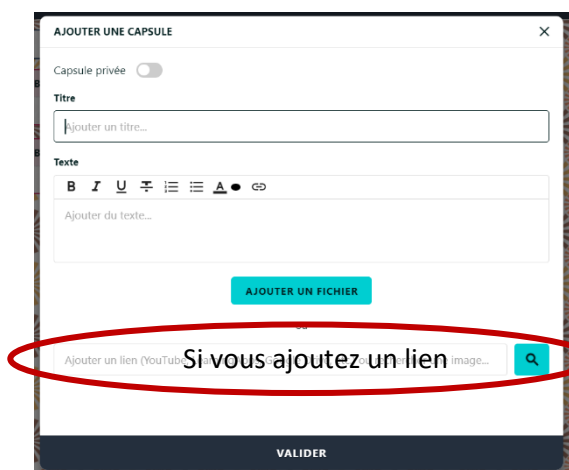 AJOUTER UNE CAPSULE
Capsule privée
Titre
Ajouter un titre...
Texte
B I U T A
Ajouter du texte...
AJOUTER UN FICHIER
Ajouter un lien (YouTube, ou image...
Si vous ajoutez un lien
VALIDER